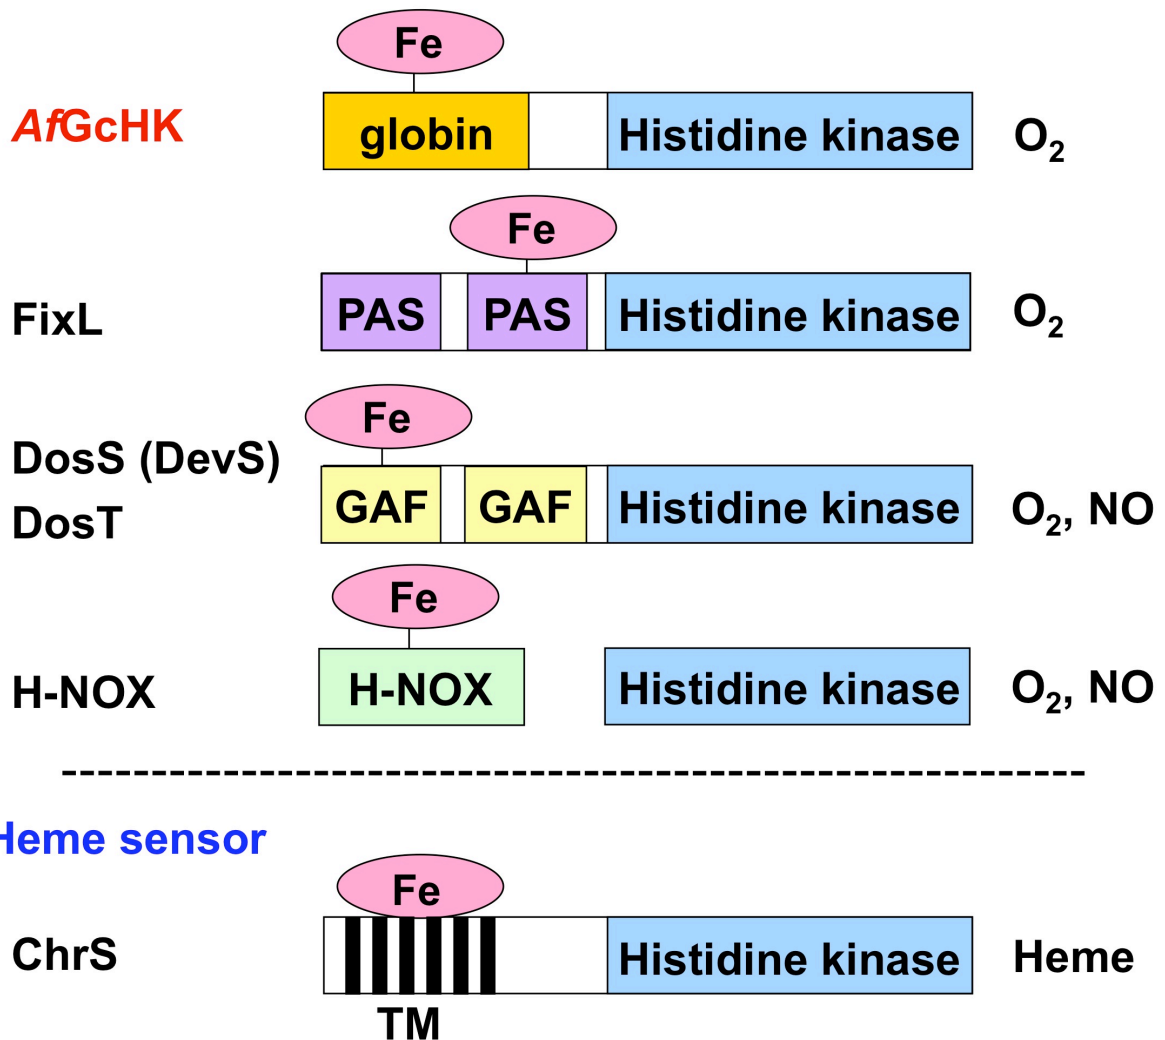 Fe
AfGcHK globin Histidine kinase O₂
Fe
FixL PAS PAS Histidine kinase O₂
Fe
DosS (DevS)
DosT GAF GAF Histidine kinase O₂, NO
Fe
H-NOX H-NOX Histidine kinase O₂, NO
Heme sensor
Fe
ChrS Histidine kinase Heme
TM